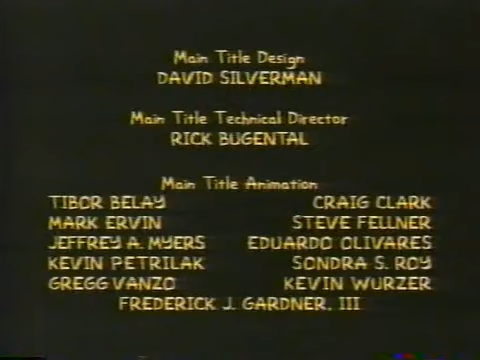 Main Title Design
DAVID SILVERMAN
Main Title Technical Director
RICK BUGENTAL
Main Title Animation
TIBOR BELAY CRAIG CLARK
MARK ERVIN STEVE FELLNER
JEFFREY A. MYERS EDUARDO OLIVARES
KEVIN PETRILAK SONDRA S. ROY
GREGG VANZO KEVIN WURZER
FREDERICK J. GARDNER, III